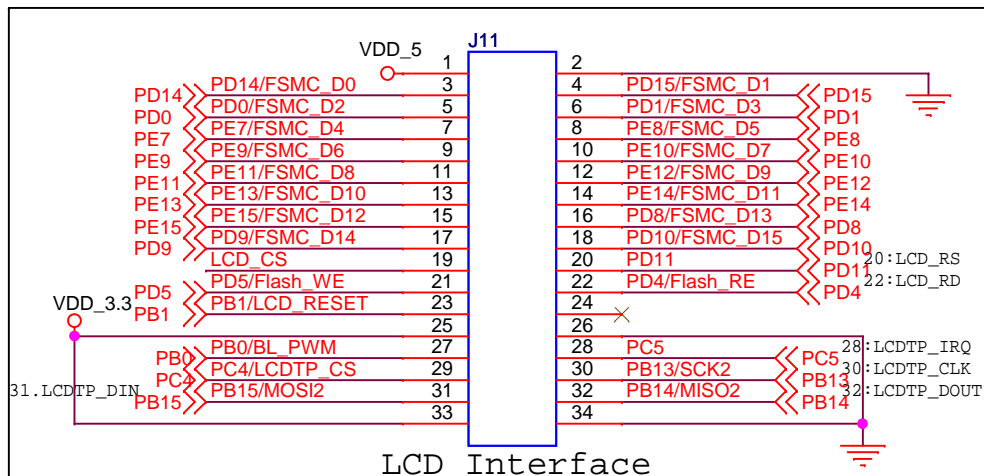 J11
VDD_5
1 2
PD14 PD14/FSMC_D0 3 4 PD15/FSMC_D1 PD15
PD0 PD0/FSMC_D2 5 6 PD1/FSMC_D3 PD1
PE7 PE7/FSMC_D4 7 8 PE8/FSMC_D5 PE8
PE9 PE9/FSMC_D6 9 10 PE10/FSMC_D7 PE10
PE11 PE11/FSMC_D8 11 12 PE12/FSMC_D9 PE12
PE13 PE13/FSMC_D10 13 14 PE14/FSMC_D11 PE14
PE15 PE15/FSMC_D12 15 16 PD8/FSMC_D13 PD8
PD9 PD9/FSMC_D14 17 18 PD10/FSMC_D15 PD10
LCD_CS 19 20 PD11 PD11 20:LCD_RS
PD5 PD5/Flash_WE 21 22 PD4/Flash_RE PD4 22:LCD_RD
PB1 PB1/LCD_RESET 23 24
VDD_3.3
25 26
PB0 PB0/BL_PWM 27 28 PC5 PC5 28:LCDTP_IRQ
PC4 PC4/LCDTP_CS 29 30 PB13/SCK2 PB13 30:LCDTP_CLK
31.LCDTP_DIN PB15 PB15/MOSI2 31 32 PB14/MISO2 PB14 32:LCDTP_DOUT
33 34
LCD Interface